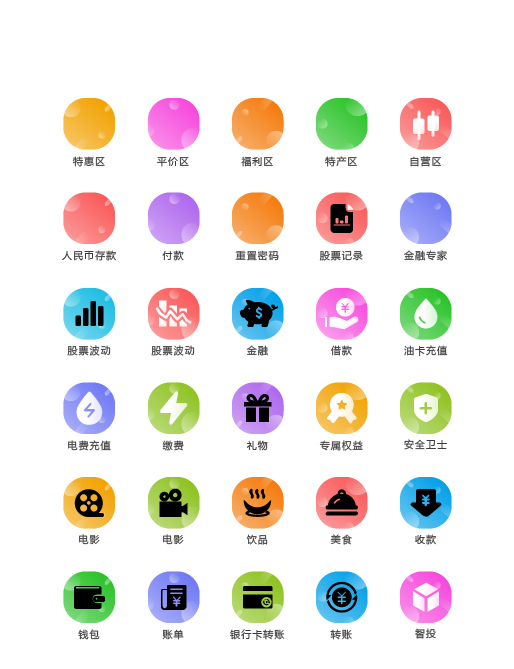 特惠区 平价区 福利区 特产区 自营区
人民币存款 付款 重置密码 股票记录 金融专家
股票波动 股票波动 金融 借款 油卡充值
电费充值 缴费 礼物 专属权益 安全卫士
电影 电影 饮品 美食 收款
钱包 账单 银行卡转账 转账 智投